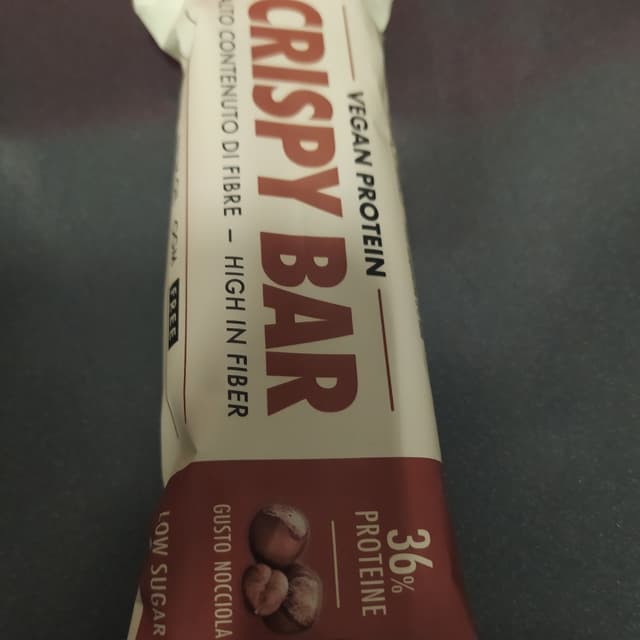 VEGAN PROTEIN
CRISPY BAR
ALTO CONTENUTO DI FIBRE – HIGH IN FIBER
36%
PROTEINE
GUSTO NOCCIOLA
LOW SUGAR